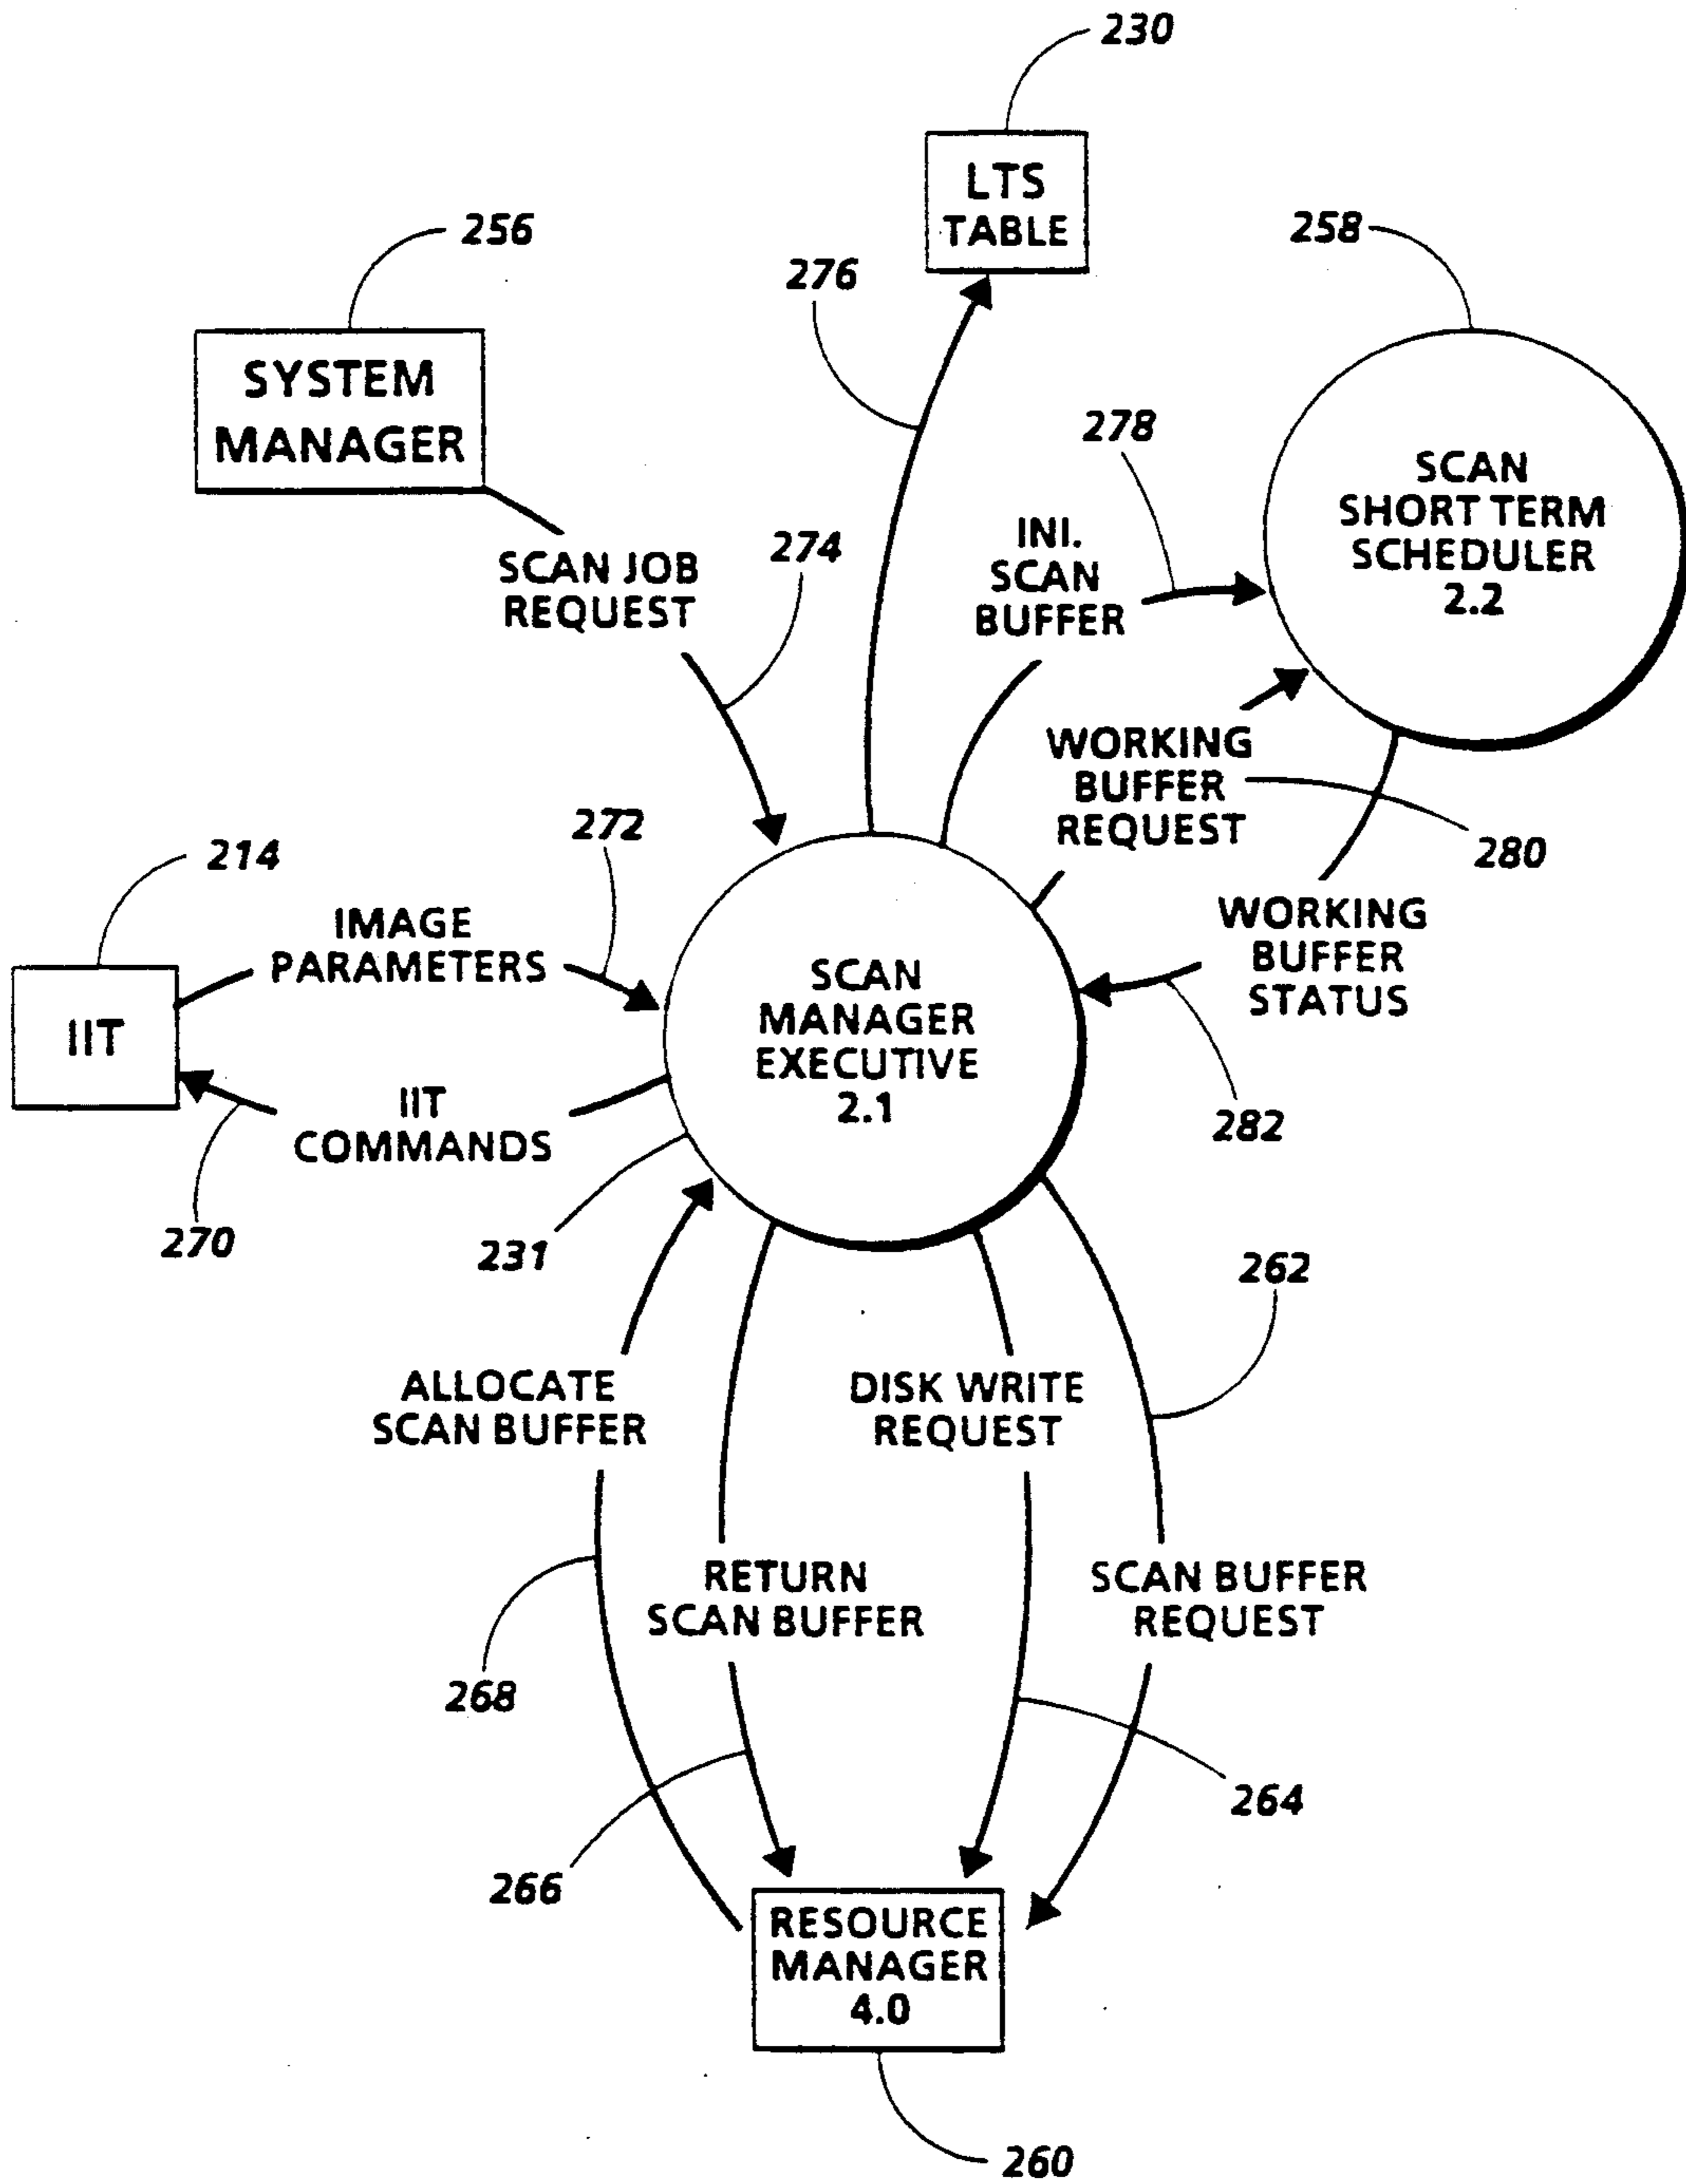 230
LTS
TABLE
256
258
276
SYSTEM
MANAGER
278
SCAN
SHORT TERM
SCHEDULER
2.2
INI.
SCAN
BUFFER
274
SCAN JOB
REQUEST
WORKING
BUFFER
REQUEST
280
272
214
IMAGE
PARAMETERS
WORKING
BUFFER
STATUS
IIT
SCAN
MANAGER
EXECUTIVE
2.1
IIT
COMMANDS
282
270
231
262
ALLOCATE
SCAN BUFFER
DISK WRITE
REQUEST
RETURN
SCAN BUFFER
SCAN BUFFER
REQUEST
268
264
266
RESOURCE
MANAGER
4.0
260